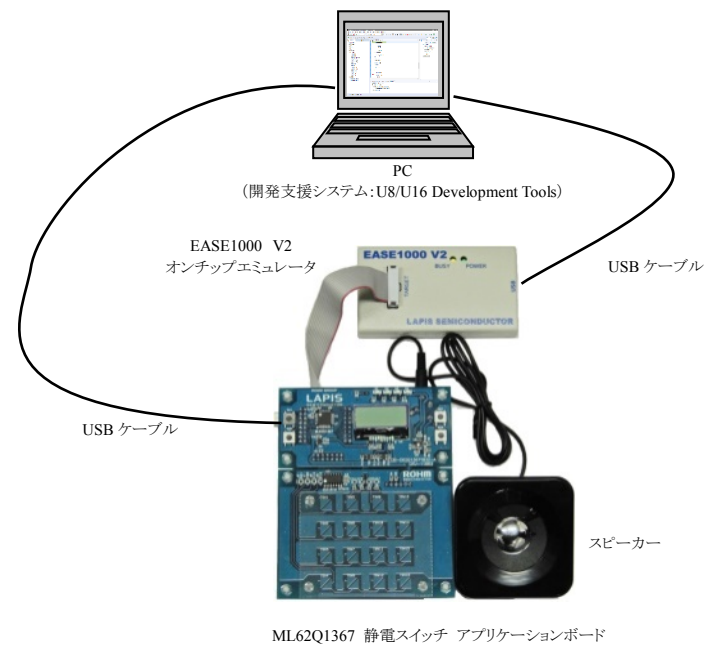 PC
（開発支援システム：U8/U16 Development Tools）
EASE1000 V2
オンチップエミュレータ
EASE1000 V2
BUSY POWER
TARGET
USB
LAPIS SEMICONDUCTOR
USB ケーブル
LAPIS
USB ケーブル
ROHM
スピーカー
ML62Q1367 静電スイッチ アプリケーションボード